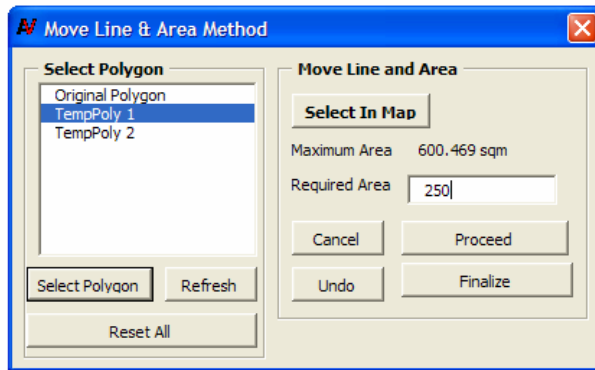 Move Line & Area Method
Select Polygon
Original Polygon
TempPoly 1
TempPoly 2
Select Polygon
Refresh
Reset All
Move Line and Area
Select In Map
Maximum Area 600.469 sqm
Required Area 250
Cancel
Proceed
Undo
Finalize